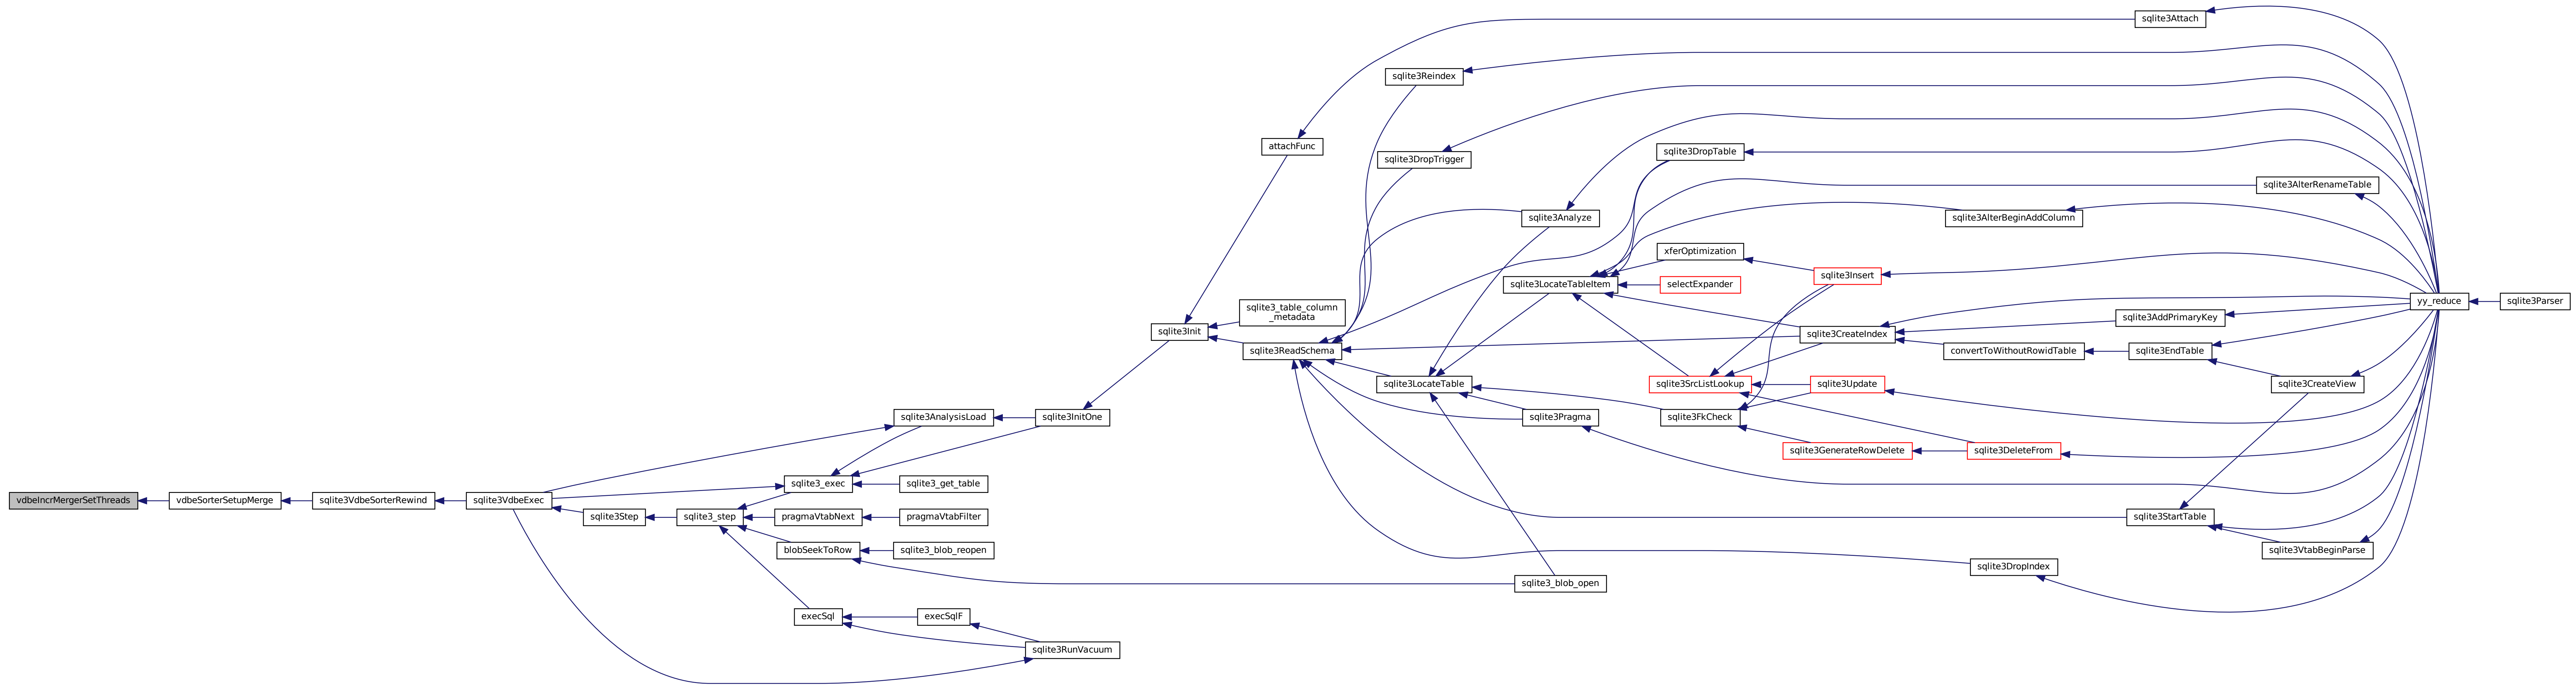 sqlite3Attach
sqlite3Reindex
attachFunc
sqlite3DropTrigger
sqlite3DropTable
sqlite3AlterRenameTable
sqlite3Analyze
sqlite3AlterBeginAddColumn
xferOptimization
sqlite3Insert
sqlite3LocateTableItem
selectExpander
sqlite3_table_column
_metadata
yy_reduce
sqlite3Parser
sqlite3AddPrimaryKey
sqlite3Init
sqlite3CreateIndex
sqlite3ReadSchema
convertToWithoutRowidTable
sqlite3EndTable
sqlite3LocateTable
sqlite3SrcListLookup
sqlite3Update
sqlite3CreateView
sqlite3AnalysisLoad
sqlite3InitOne
sqlite3Pragma
sqlite3FkCheck
sqlite3GenerateRowDelete
sqlite3DeleteFrom
sqlite3_exec
sqlite3_get_table
vdbeIncrMergerSetThreads
vdbeSorterSetupMerge
sqlite3VdbeSorterRewind
sqlite3VdbeExec
sqlite3Step
sqlite3_step
pragmaVtabNext
pragmaVtabFilter
sqlite3StartTable
blobSeekToRow
sqlite3_blob_reopen
sqlite3VtabBeginParse
sqlite3DropIndex
sqlite3_blob_open
execSql
execSqlF
sqlite3RunVacuum